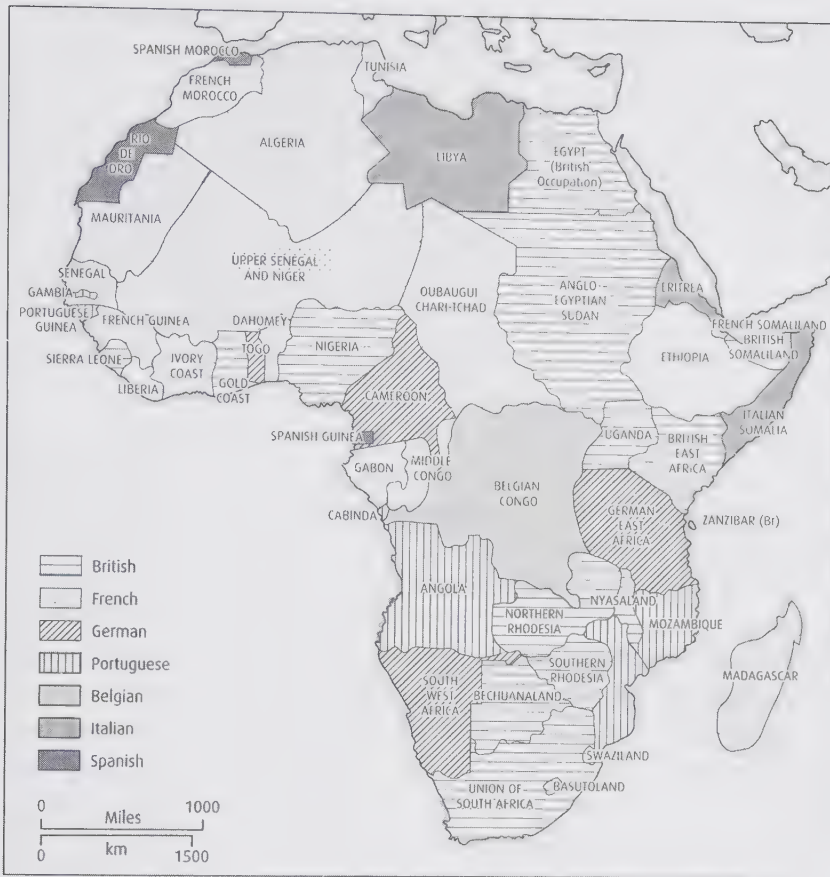 SPANISH MOROCCO
TUNISIA
FRENCH
MOROCCO
ALGERIA
LIBYA
EGYPT
(British
Occupation)
RIO
DE
ORO
MAURITANIA
UPPER SENEGAL
AND NIGER
OUBAUGUI
CHARI-TCHAD
ANGLO-
EGYPTIAN
SUDAN
ERITREA
SENEGAL
GAMBIA
PORTUGUESE
GUINEA
FRENCH GUINEA
DAHOMEY
FRENCH SOMALILAND
BRITISH
SOMALILAND
SIERRA LEONE
IVORY
COAST
TOGO
NIGERIA
ETHIOPIA
LIBERIA
GOLD
COAST
CAMEROON
ITALIAN
SOMALIA
SPANISH GUINEA
UGANDA
BRITISH
EAST
AFRICA
GABON
MIDDLE
CONGO
BELGIAN
CONGO
CABINDA
GERMAN
EAST
AFRICA
ZANZIBAR (Br)
ANGOLA
NYASALAND
NORTHERN
RHODESIA
MOZAMBIQUE
SOUTH
WEST
AFRICA
SOUTHERN
RHODESIA
BECHUANALAND
MADAGASCAR
SWAZILAND
BASUTOLAND
UNION OF
SOUTH AFRICA
British
French
German
Portuguese
Belgian
Italian
Spanish
0 1000
Miles
km
0 1500